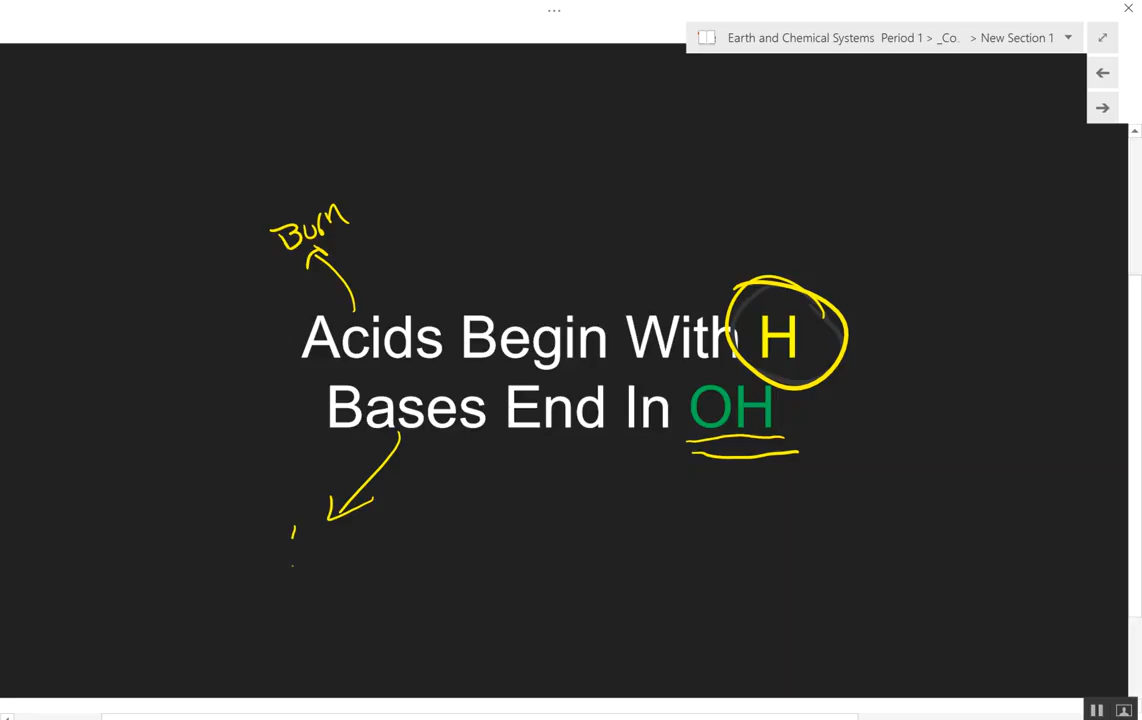 Earth and Chemical Systems Period 1 > _Co. > New Section 1
Burn
Acids Begin With H
Bases End In OH